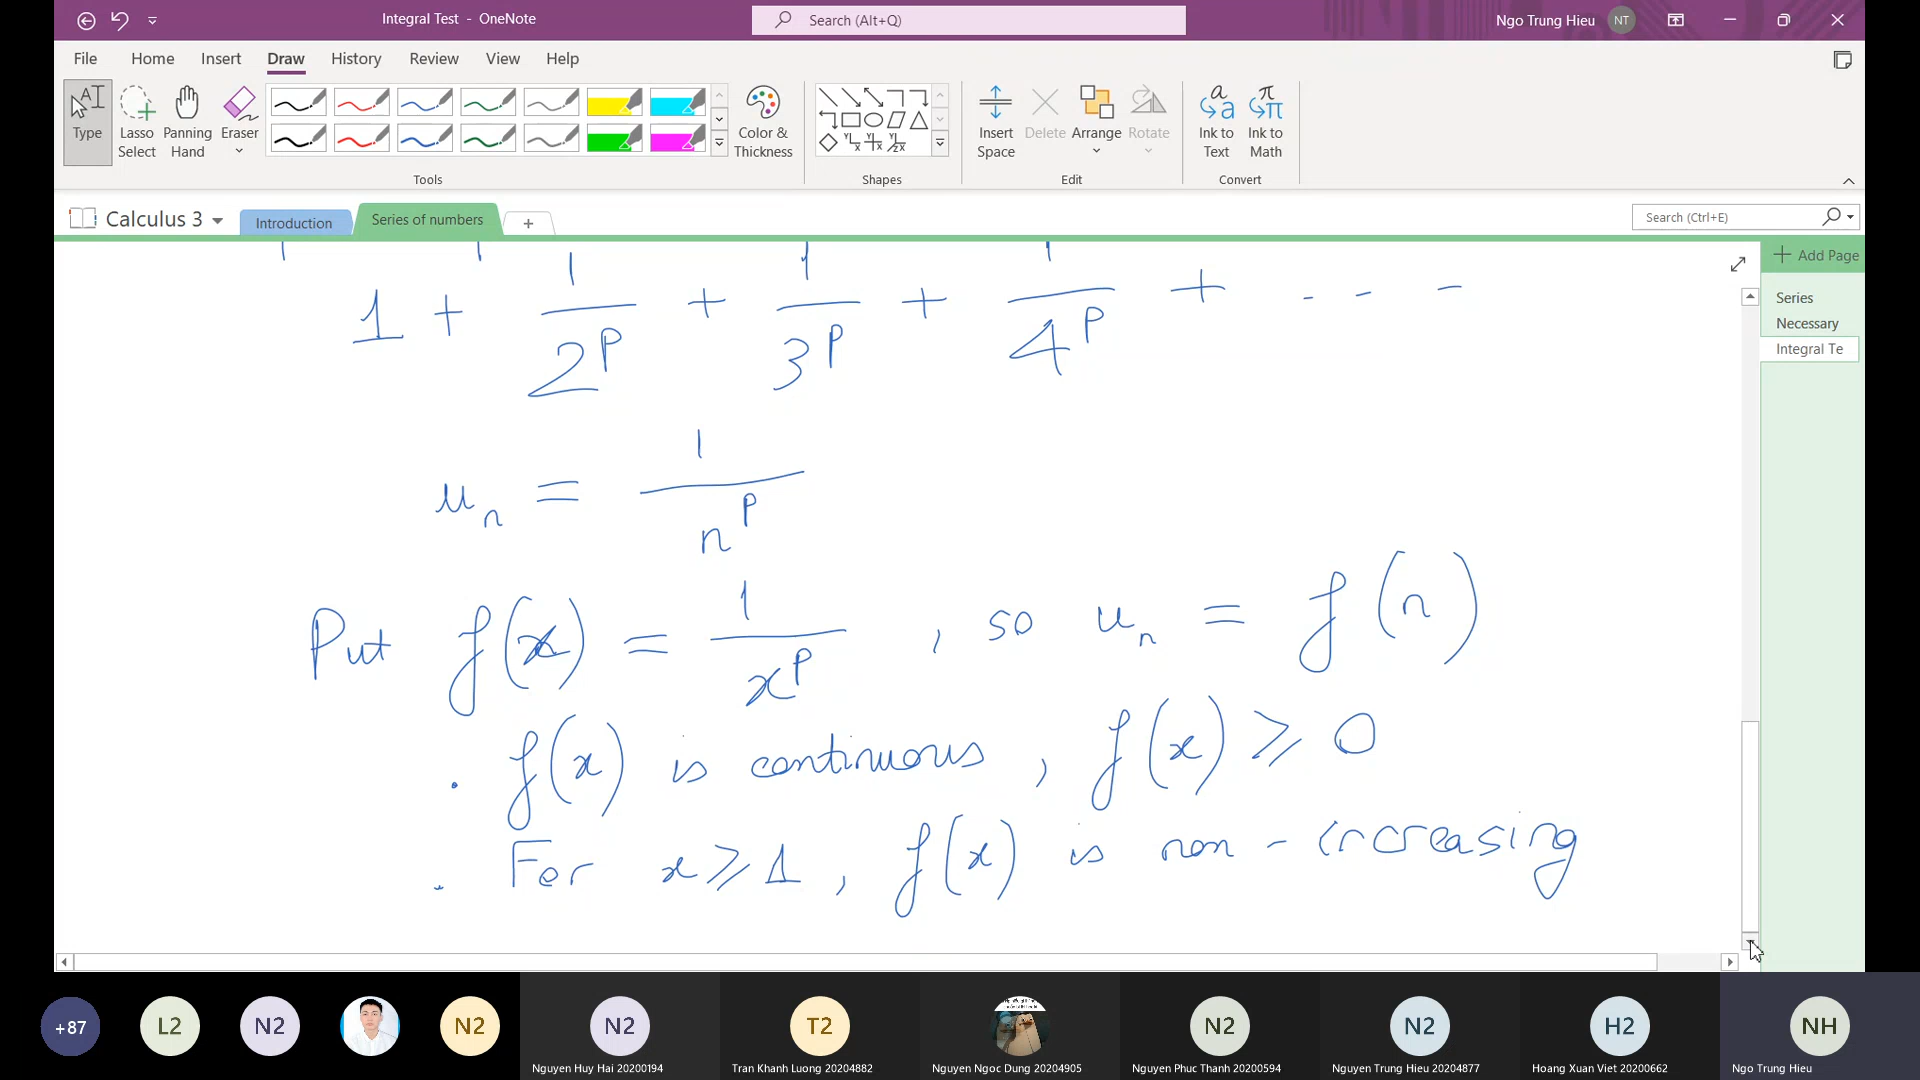 Integral Test - OneNote
Search (Alt+Q)
Ngo Trung Hieu NT
File Home Insert Draw History Review View Help
Type
Lasso Select
Panning Hand
Eraser
Color & Thickness
Insert Space
Delete
Arrange
Rotate
Ink to Text
Ink to Math
Tools Shapes Edit Convert
Calculus 3 Introduction Series of numbers +
Search (Ctrl+E)
Add Page
Series
Necessary
Integral Te
1 + 1/2^p + 1/3^p + 1/4^p + - - -
u_n = 1/n^p
Put f(x) = 1/x^p , so u_n = f(n)
. f(x) is continuous , f(x) ⩾ 0
. For x ⩾ 1 , f(x) is non - increasing
+87 L2 N2 N2 N2 T2 N2 N2 H2 NH
Nguyen Huy Hai 20200194 Tran Khanh Luong 20204882 Nguyen Ngoc Dung 20204905 Nguyen Phuc Thanh 20200594 Nguyen Trung Hieu 20204877 Hoang Xuan Viet 20200662 Ngo Trung Hieu